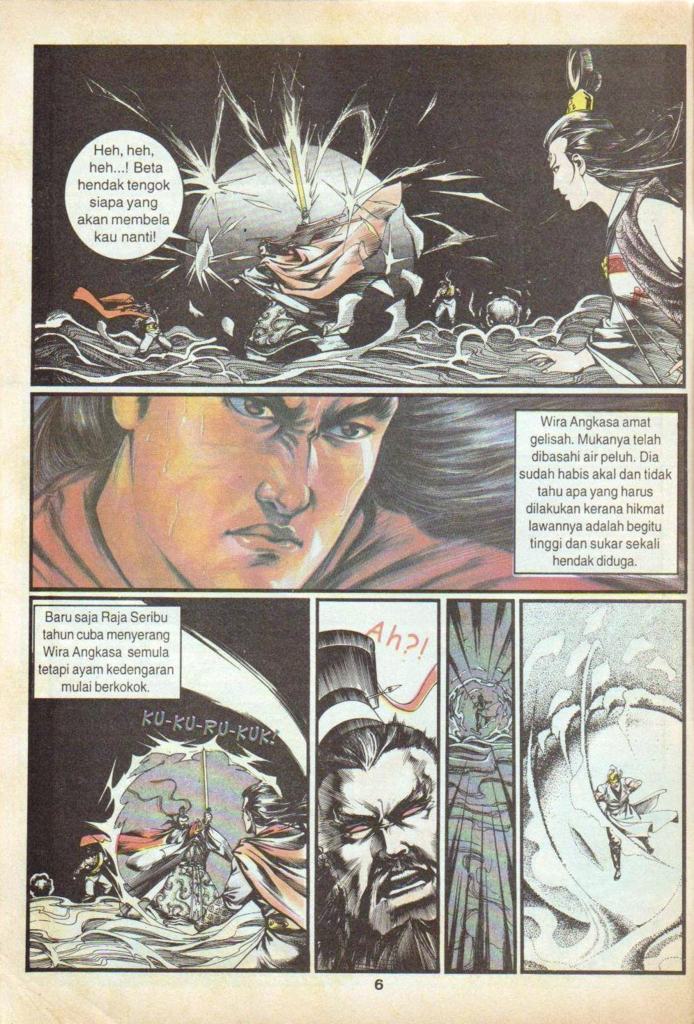 Heh, heh,
heh...! Beta
hendak tengok
siapa yang
akan membela
kau nanti!
Wira Angkasa amat
gelisah. Mukanya telah
dibasahi air peluh. Dia
sudah habis akal dan tidak
tahu apa yang harus
dilakukan kerana hikmat
lawannya adalah begitu
tinggi dan sukar sekali
hendak diduga.
Baru saja Raja Seribu
tahun cuba menyerang
Wira Angkasa semula
tetapi ayam kedengaran
mulai berkokok.
KU-KU-RU-KUK!
Ah?!
6